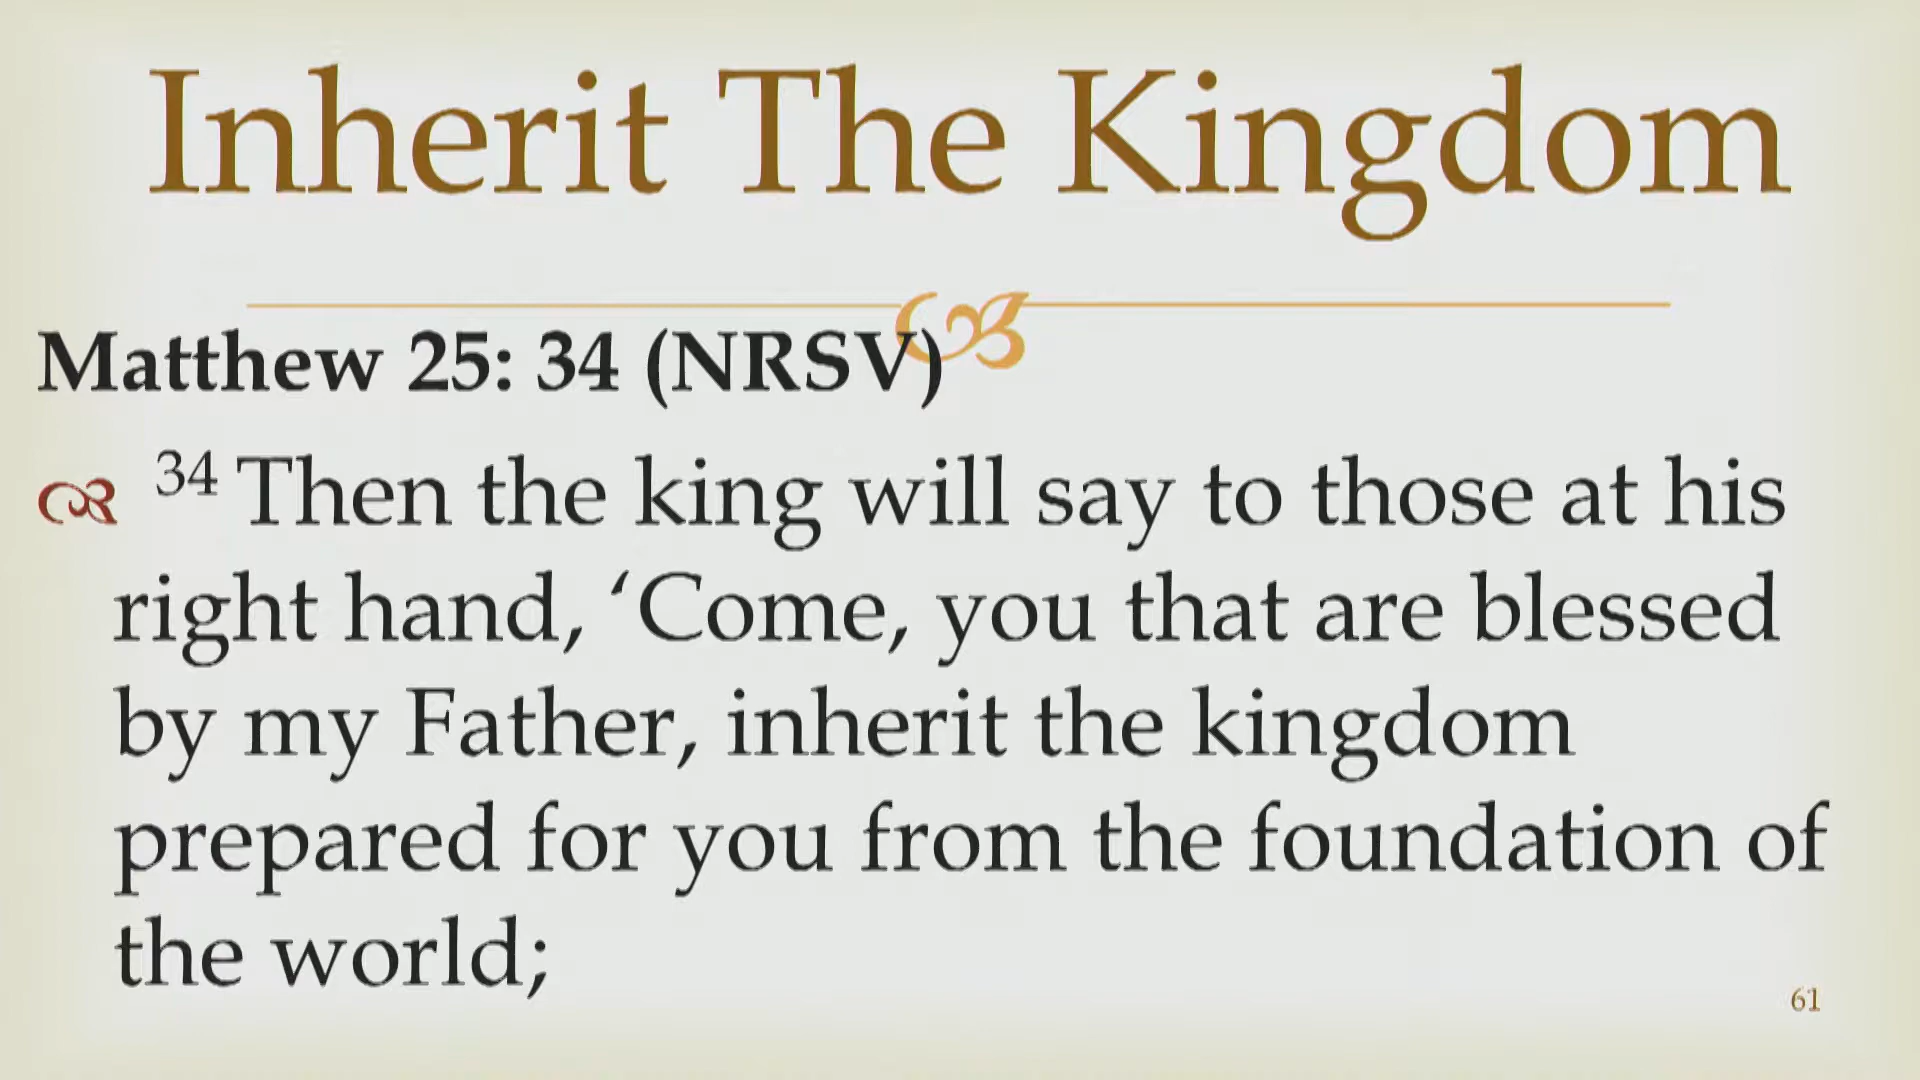 Inherit The Kingdom
Matthew 25: 34 (NRSV)
34 Then the king will say to those at his
right hand, ‘Come, you that are blessed
by my Father, inherit the kingdom
prepared for you from the foundation of
the world;
61